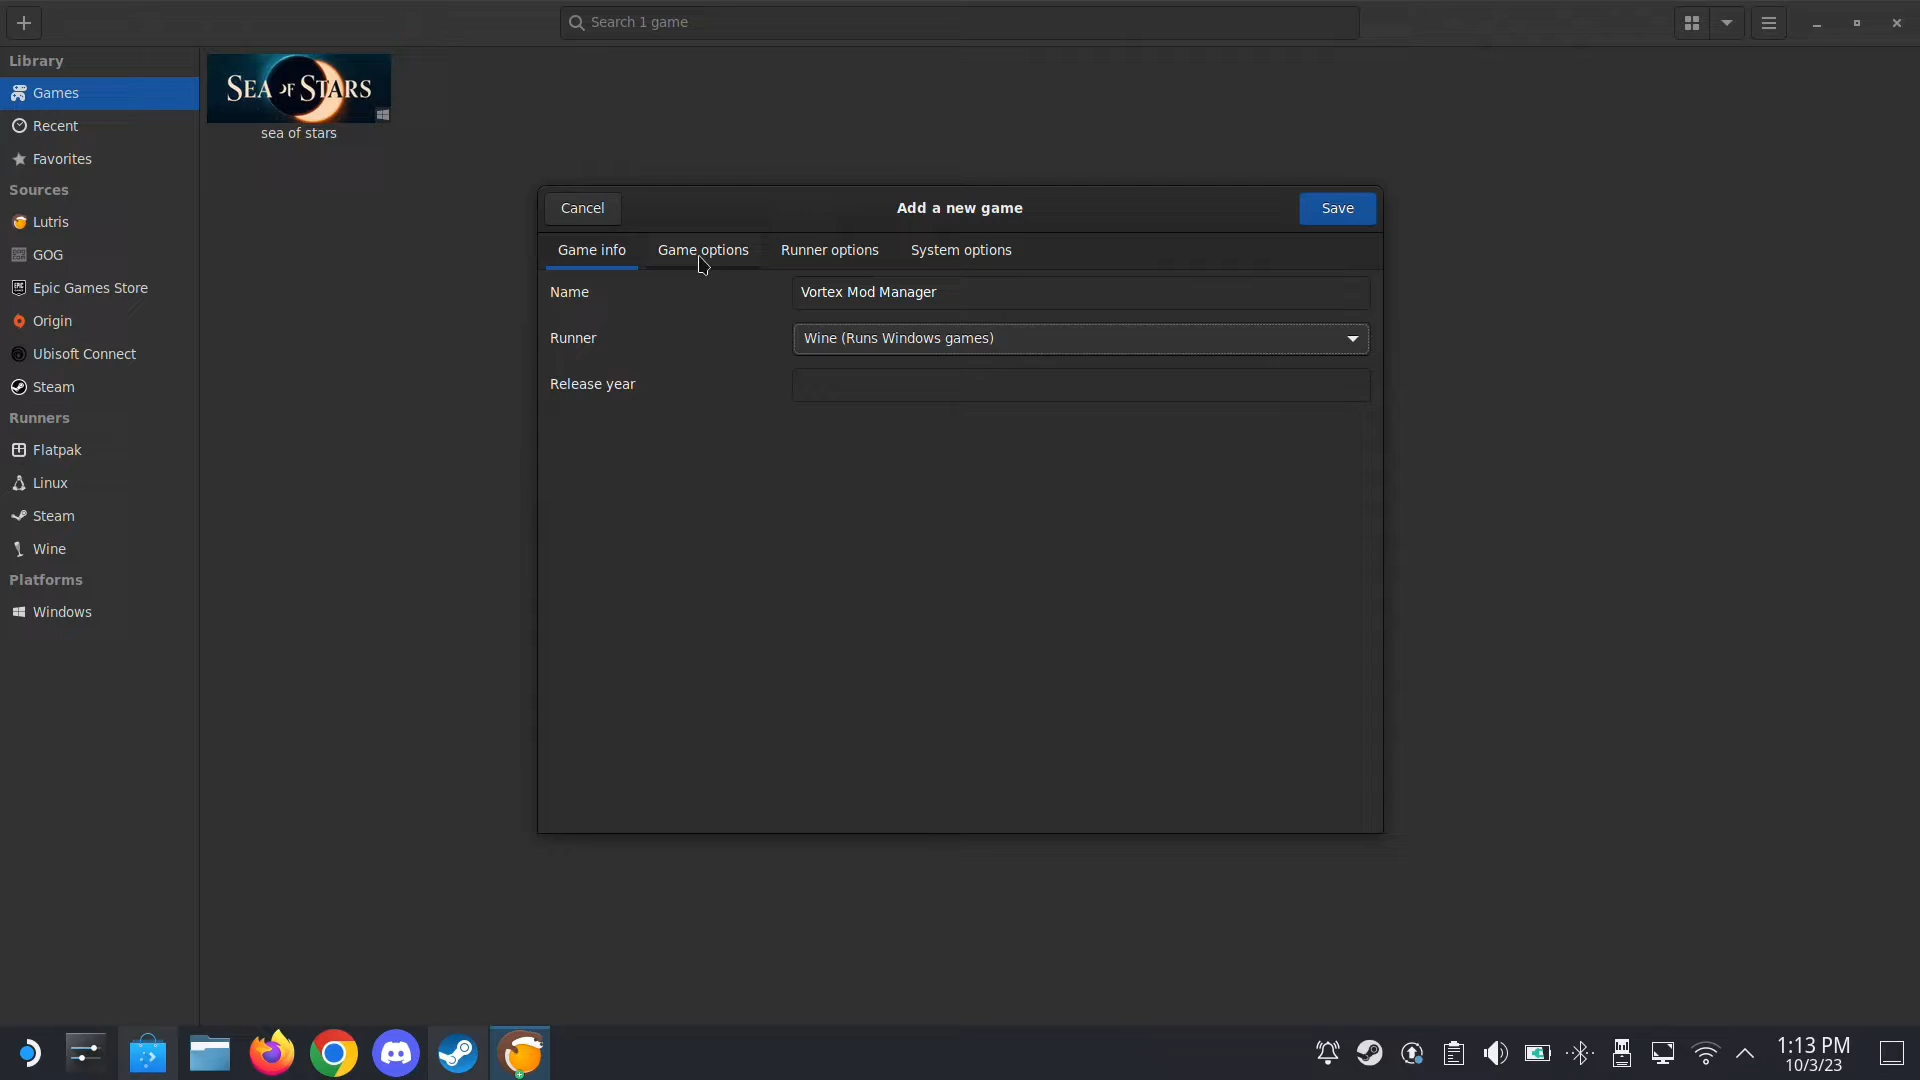 Search 1 game
Library
Games
Recent
Favorites
Sources
Lutris
GOG
Epic Games Store
Origin
Ubisoft Connect
Steam
Runners
Flatpak
Linux
Steam
Wine
Platforms
Windows
SEA OF STARS
sea of stars
Cancel
Add a new game
Save
Game info
Game options
Runner options
System options
Name
Vortex Mod Manager
Runner
Wine (Runs Windows games)
Release year
1:13 PM
10/3/23